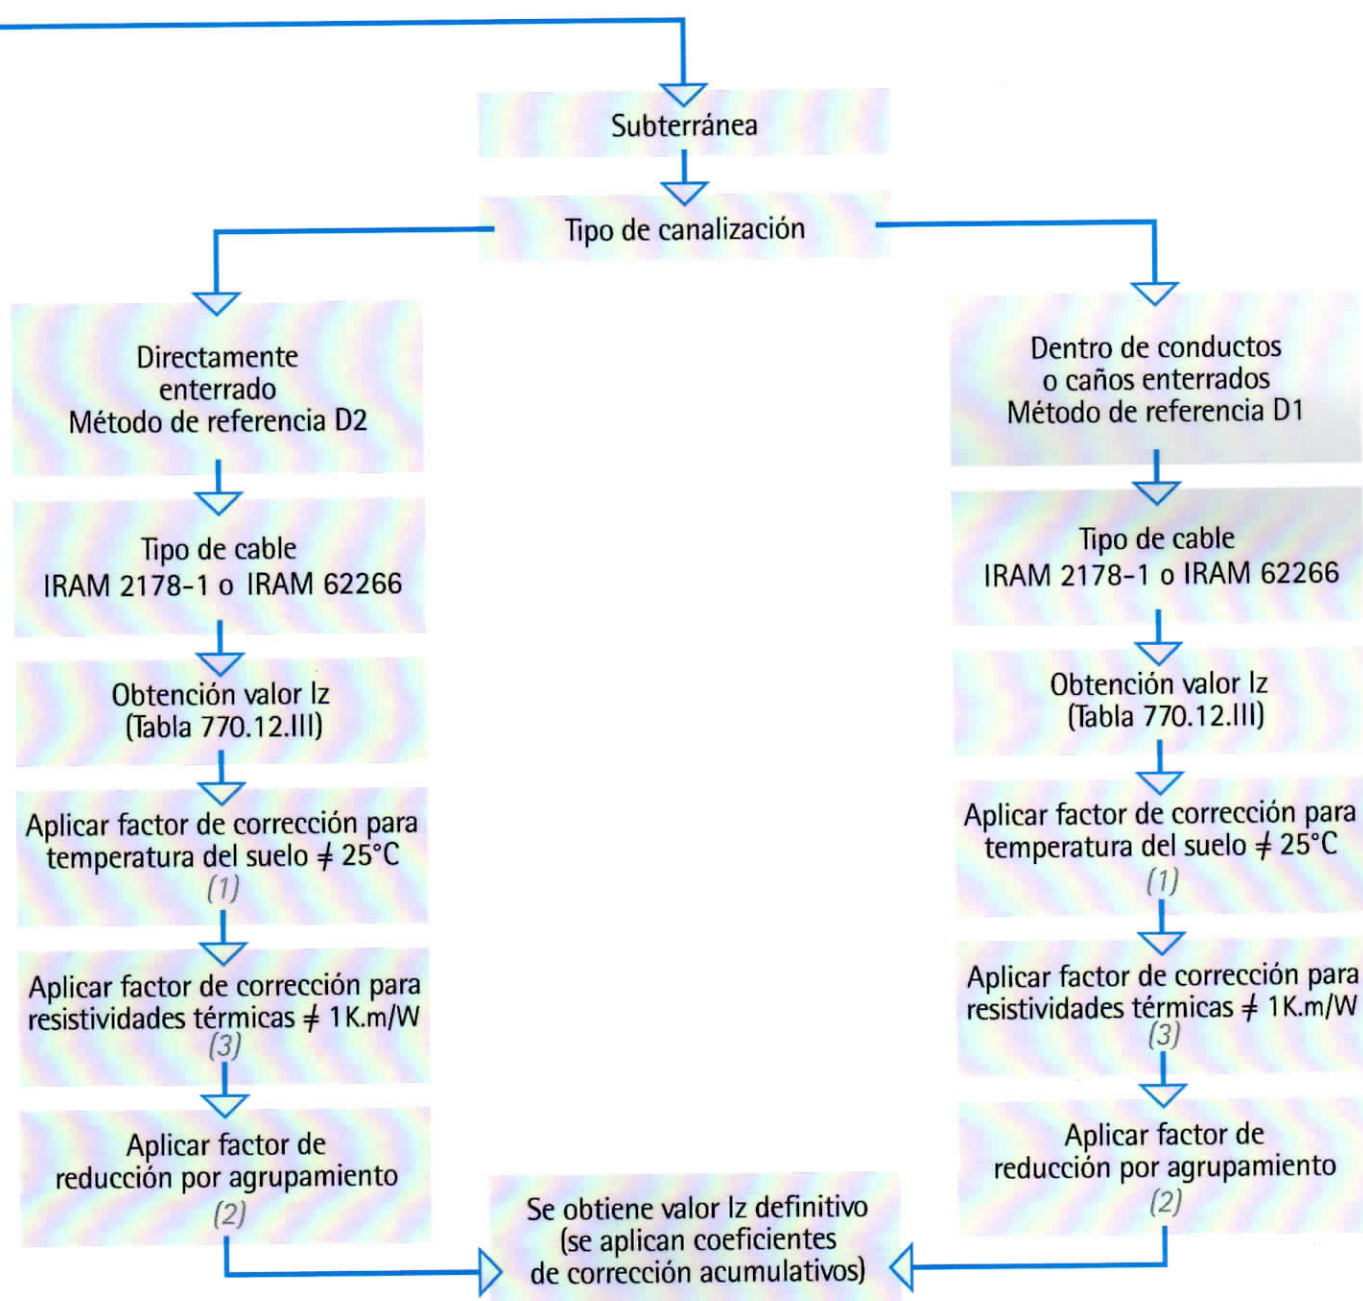 Subterránea
Tipo de canalización
Directamente
enterrado
Método de referencia D2
Tipo de cable
IRAM 2178-1 o IRAM 62266
Obtención valor Iz
(Tabla 770.12.III)
Aplicar factor de corrección para
temperatura del suelo ≠ 25°C
(1)
Aplicar factor de corrección para
resistividades térmicas ≠ 1K.m/W
(3)
Aplicar factor de
reducción por agrupamiento
(2)
Dentro de conductos
o caños enterrados
Método de referencia D1
Tipo de cable
IRAM 2178-1 o IRAM 62266
Obtención valor Iz
(Tabla 770.12.III)
Aplicar factor de corrección para
temperatura del suelo ≠ 25°C
(1)
Aplicar factor de corrección para
resistividades térmicas ≠ 1K.m/W
(3)
Aplicar factor de
reducción por agrupamiento
(2)
Se obtiene valor Iz definitivo
(se aplican coeficientes
de corrección acumulativos)